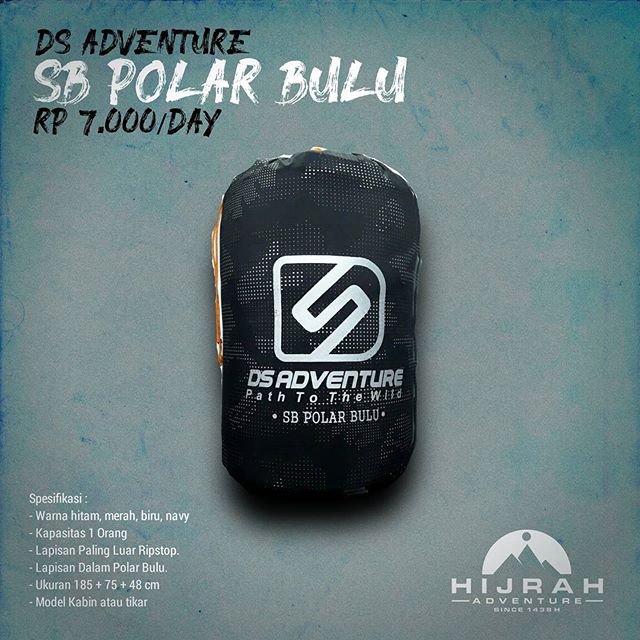 DS ADVENTURE
SB POLAR BULU
RP 7.000/DAY
DS ADVENTURE
Path To The Wild
• SB POLAR BULU •
Spesifikasi :
- Warna hitam, merah, biru, navy
- Kapasitas 1 Orang
- Lapisan Paling Luar Ripstop.
- Lapisan Dalam Polar Bulu.
- Ukuran 185 + 75 + 48 cm
- Model Kabin atau tikar
HIJRAH
ADVENTURE
SINCE 1438H